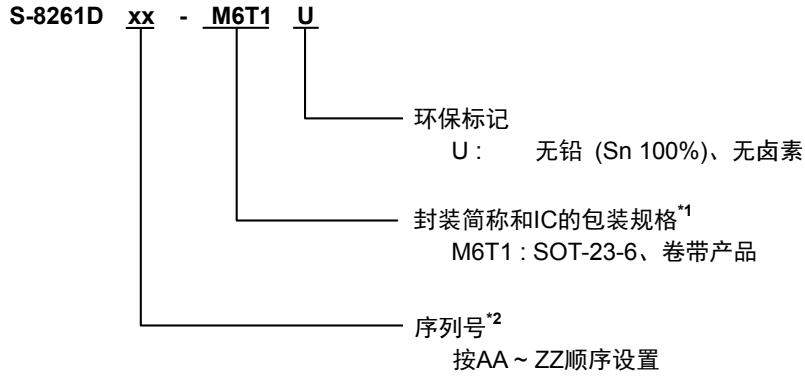 S-8261D xx - M6T1 U
环保标记
U : 无铅 (Sn 100%)、无卤素
封装简称和IC的包装规格*1
M6T1 : SOT-23-6、卷带产品
序列号*2
按AA ~ ZZ顺序设置